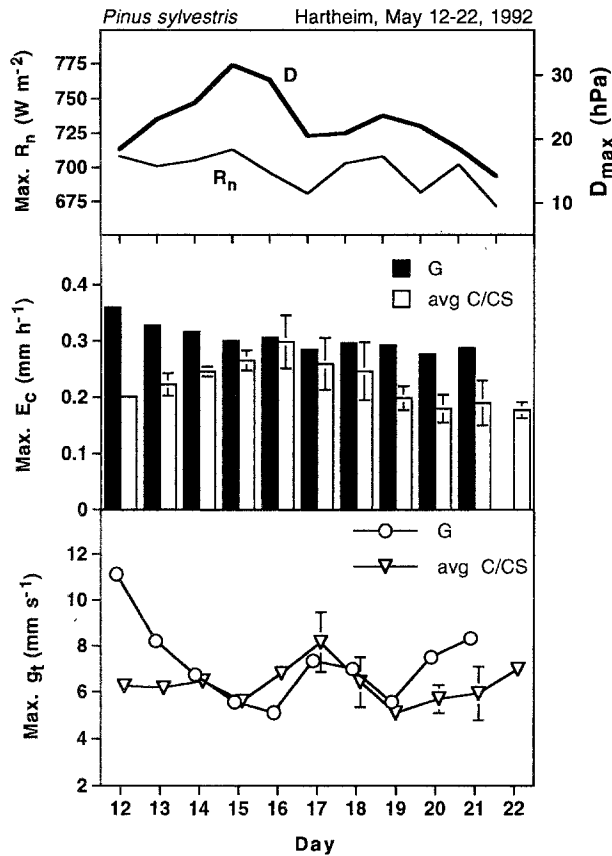 Pinus sylvestris Hartheim, May 12-22, 1992
Max. Rn (W m-2)
775
750
725
700
675
D
Rn
30
20
10
Dmax (hPa)
Max. Ec (mm h-1)
0.4
0.3
0.2
0.1
0
G
avg C/CS
Max. gt (mm s-1)
12
10
8
6
4
2
G
avg C/CS
12 13 14 15 16 17 18 19 20 21 22
Day